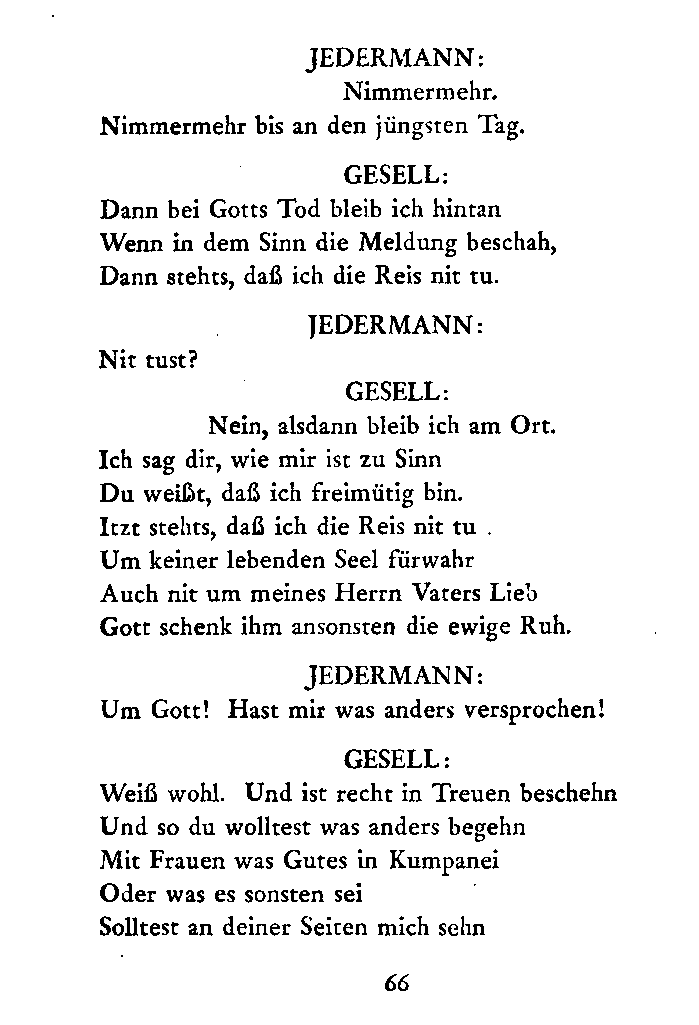 JEDERMANN:
Nimmermehr.
Nimmermehr bis an den jüngsten Tag.
GESELL:
Dann bei Gotts Tod bleib ich hintan
Wenn in dem Sinn die Meldung beschah,
Dann stehts, daß ich die Reis nit tu.
JEDERMANN:
Nit tust?
GESELL:
Nein, alsdann bleib ich am Ort.
Ich sag dir, wie mir ist zu Sinn
Du weißt, daß ich freimütig bin.
Itzt stehts, daß ich die Reis nit tu .
Um keiner lebenden Seel fürwahr
Auch nit um meines Herrn Vaters Lieb
Gott schenk ihm ansonsten die ewige Ruh.
JEDERMANN:
Um Gott! Hast mir was anders versprochen!
GESELL:
Weiß wohl. Und ist recht in Treuen beschehn
Und so du wolltest was anders begehn
Mit Frauen was Gutes in Kumpanei
Oder was es sonsten sei
Solltest an deiner Seiten mich sehn
66